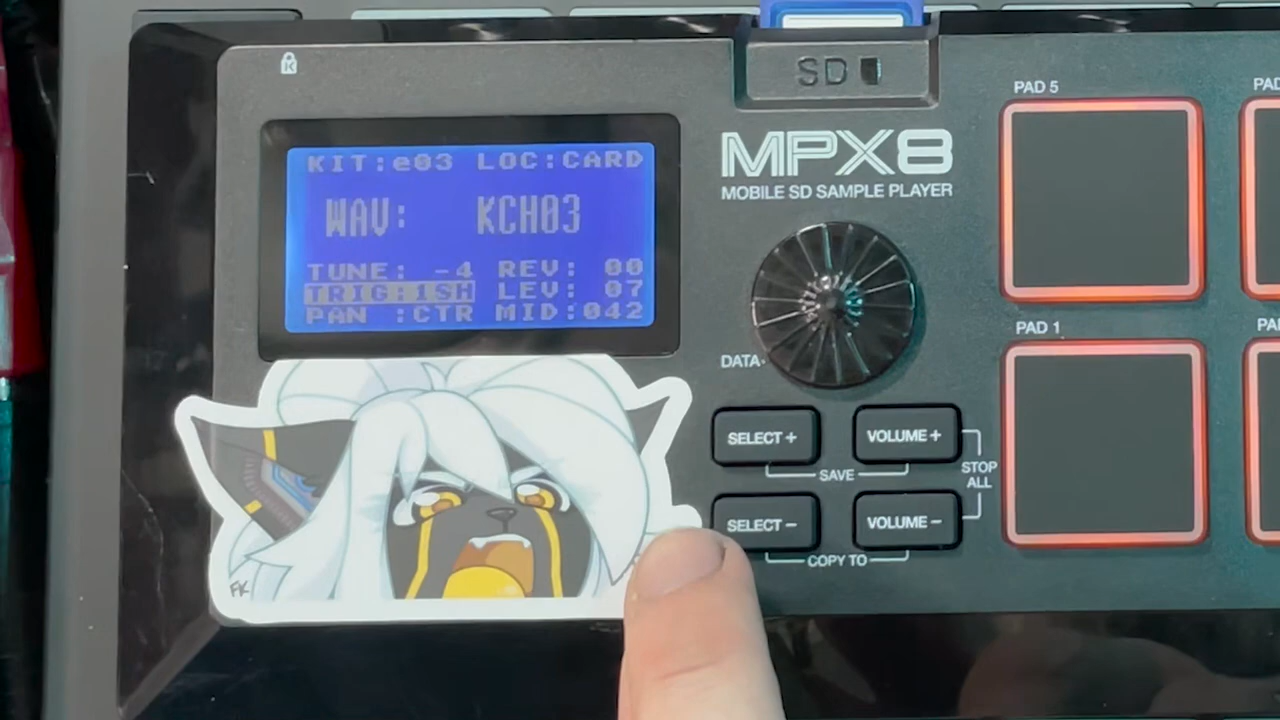 SD
PAD 5
PAD
KIT:e03 LOC:CARD
MPX8
MOBILE SD SAMPLE PLAYER
WAV: KCH03
TUNE: -4 REV: 00
TRIG:1SH LEV: 07
PAN :CTR MID:042
PAD 1
PA
DATA
SELECT + VOLUME +
SAVE
STOP
ALL
SELECT - VOLUME -
COPY TO
FK